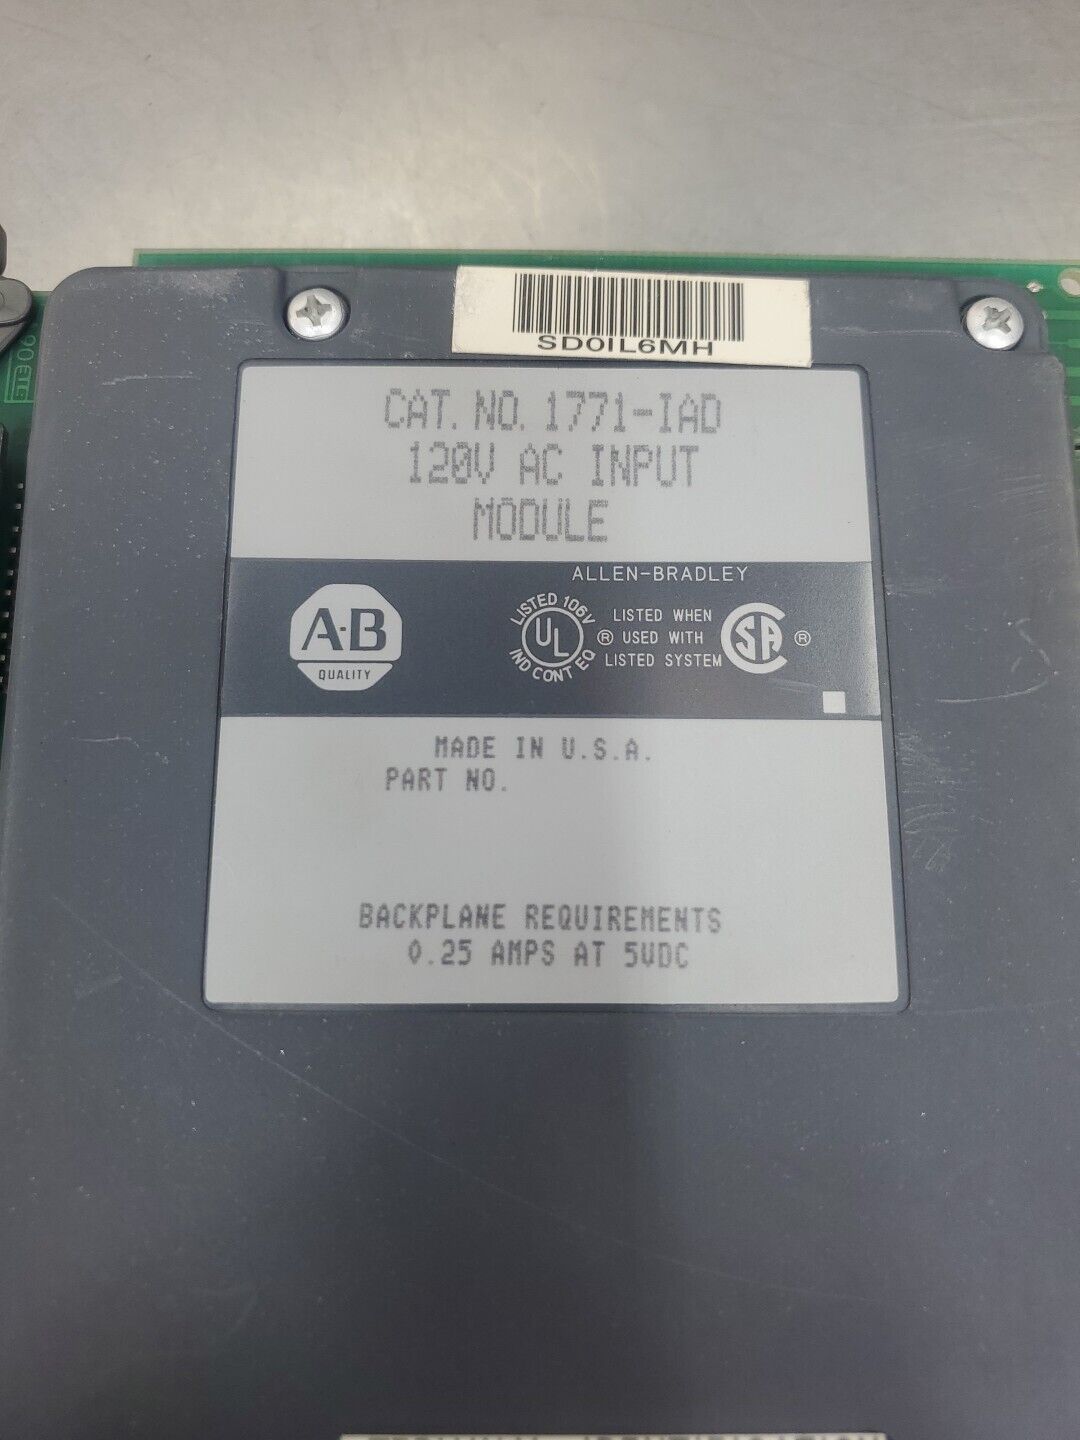 SD0IL6MH
CAT. NO. 1771-IAD
120V AC INPUT
MODULE
ALLEN-BRADLEY
A-B
QUALITY
LISTED 106V
UL
IND CONT EQ
®
LISTED WHEN
USED WITH
LISTED SYSTEM
SA
®
MADE IN U.S.A.
PART NO.
BACKPLANE REQUIREMENTS
0.25 AMPS AT 5VDC